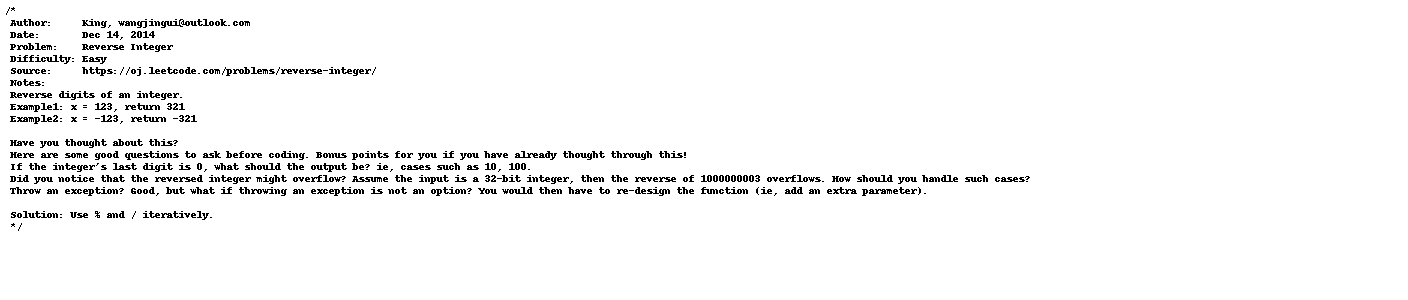 /*
Author: King, wangjingui@outlook.com
Date: Dec 14, 2014
Problem: Reverse Integer
Difficulty: Easy
Source: https://oj.leetcode.com/problems/reverse-integer/
Notes:
Reverse digits of an integer.
Example1: x = 123, return 321
Example2: x = -123, return -321
Have you thought about this?
Here are some good questions to ask before coding. Bonus points for you if you have already thought through this!
If the integer's last digit is 0, what should the output be? ie, cases such as 10, 100.
Did you notice that the reversed integer might overflow? Assume the input is a 32-bit integer, then the reverse of 1000000003 overflows. How should you handle such cases?
Throw an exception? Good, but what if throwing an exception is not an option? You would then have to re-design the function (ie, add an extra parameter).
Solution: Use % and / iteratively.
*/